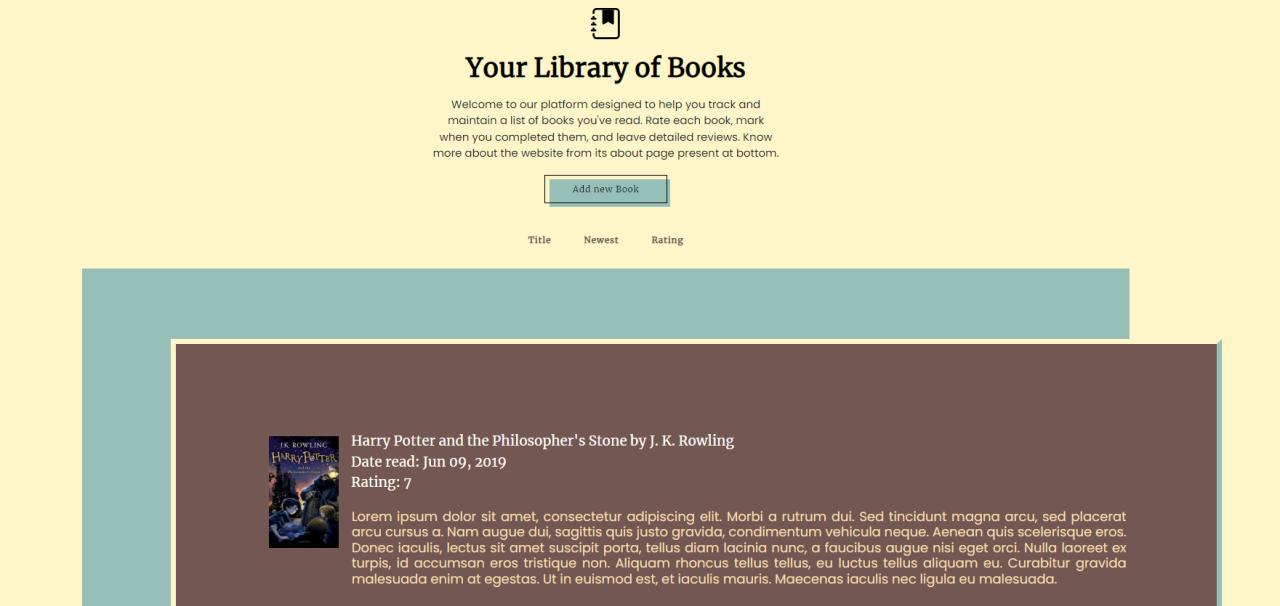 Your Library of Books
Welcome to our platform designed to help you track and
maintain a list of books you've read. Rate each book, mark
when you completed them, and leave detailed reviews. Know
more about the website from its about page present at bottom.
Add new Book
Title Newest Rating
J.K. ROWLING
HARRY POTTER
Harry Potter and the Philosopher's Stone by J. K. Rowling
Date read: Jun 09, 2019
Rating: 7
Lorem ipsum dolor sit amet, consectetur adipiscing elit. Morbi a rutrum dui. Sed tincidunt magna arcu, sed placerat
arcu cursus a. Nam augue dui, sagittis quis justo gravida, condimentum vehicula neque. Aenean quis scelerisque eros.
Donec iaculis, lectus sit amet suscipit porta, tellus diam lacinia nunc, a faucibus augue nisi eget orci. Nulla laoreet ex
turpis, id accumsan eros tristique non. Aliquam rhoncus tellus tellus, eu luctus tellus aliquam eu. Curabitur gravida
malesuada enim at egestas. Ut in euismod est, et iaculis mauris. Maecenas iaculis nec ligula eu malesuada.